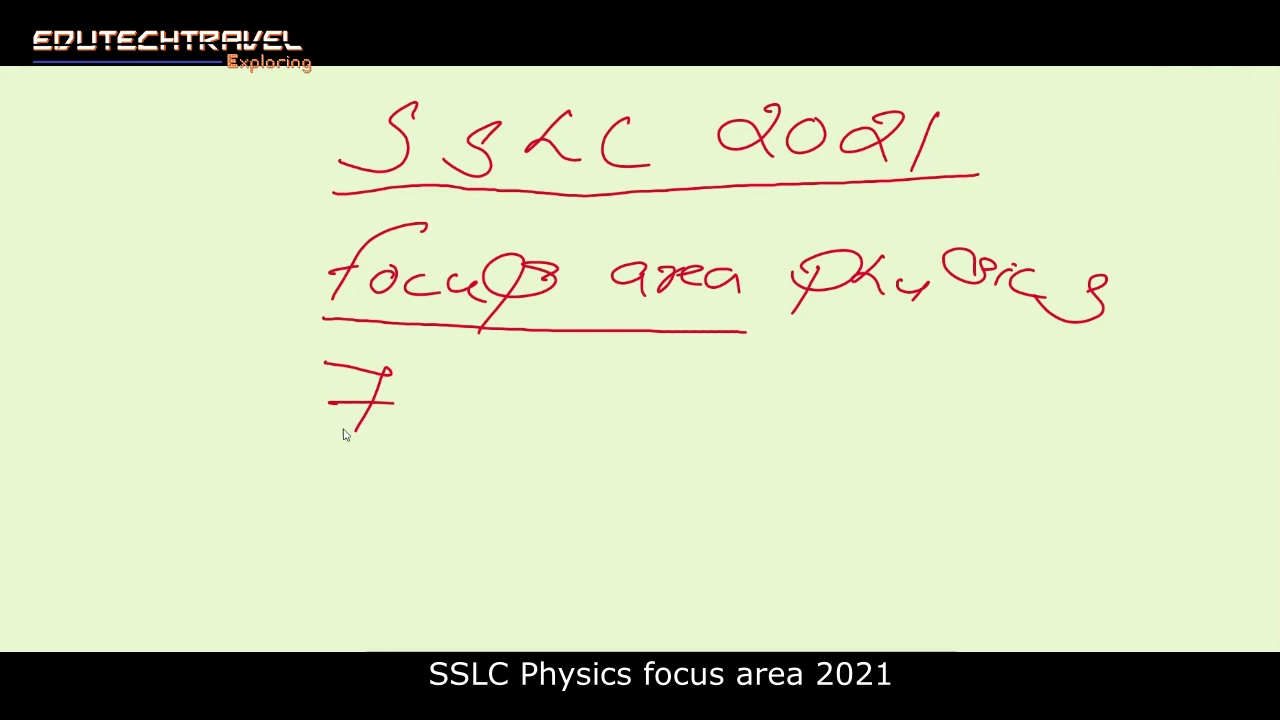 EDUTECHTRAVEL
Exploring
SSLC 2021
focus area Physics
7
SSLC Physics focus area 2021